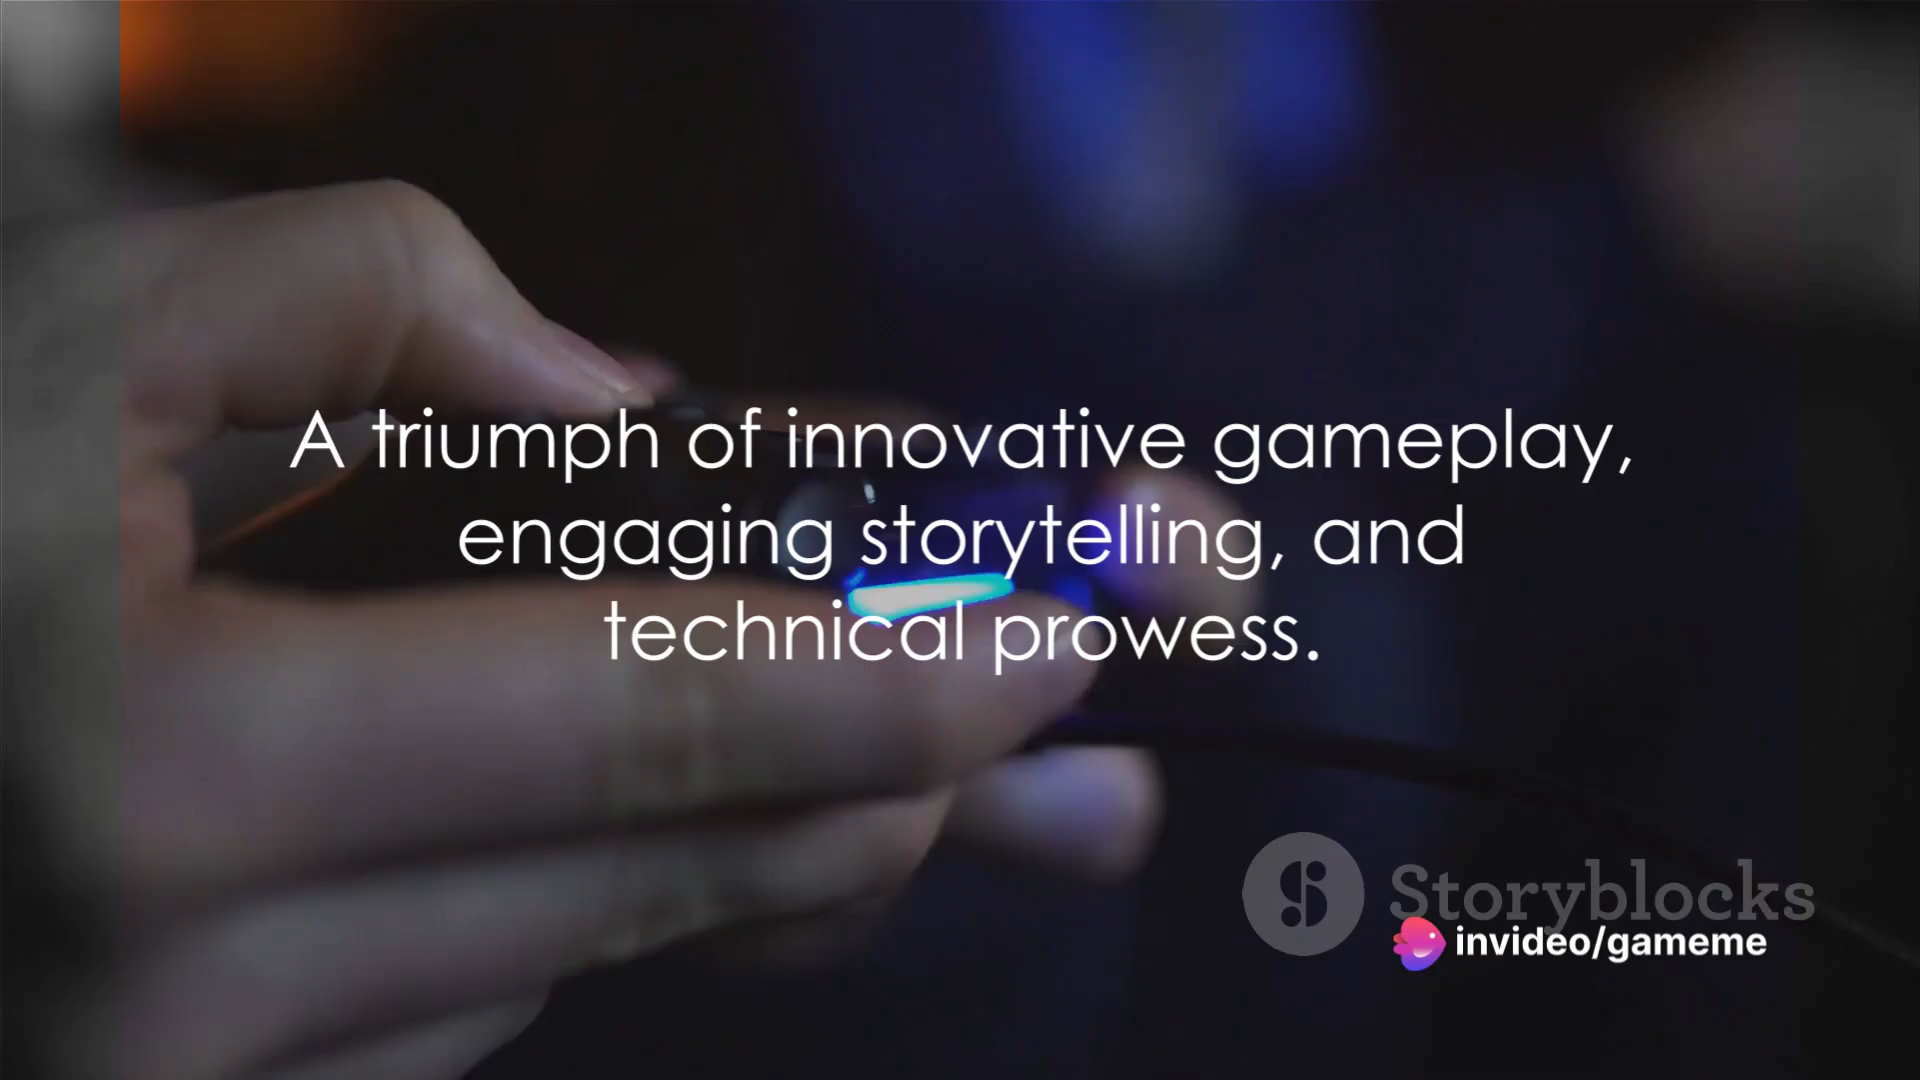 A triumph of innovative gameplay,
engaging storytelling, and
technical prowess.
Storyblocks
invideo/gameme